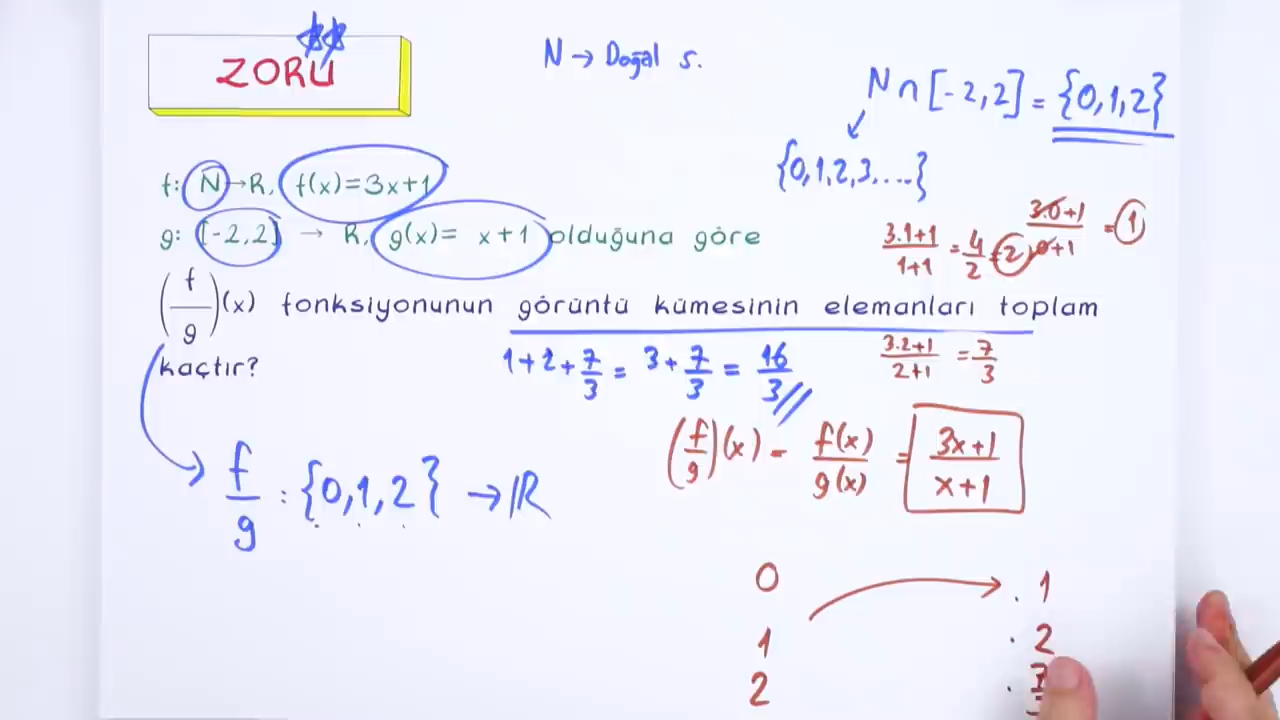 ZORU
N → Doğal s.
N ∩ [-2,2] = {0,1,2}
{0,1,2,3,....}
f: N→R, f(x)=3x+1
g: [-2,2] → R, g(x)= x+1 olduğuna göre
(f/g)(x) fonksiyonunun görüntü kümesinin elemanları toplam
kaçtır?
3.0+1/0+1 = 1
3.1+1/1+1 = 4/2 = 2
3.2+1/2+1 = 7/3
1+2+7/3 = 3+7/3 = 16/3//
(f/g)(x) = f(x)/g(x) = 3x+1/x+1
f/g : {0,1,2} → R
0 → . 1
1 . 2
2 .